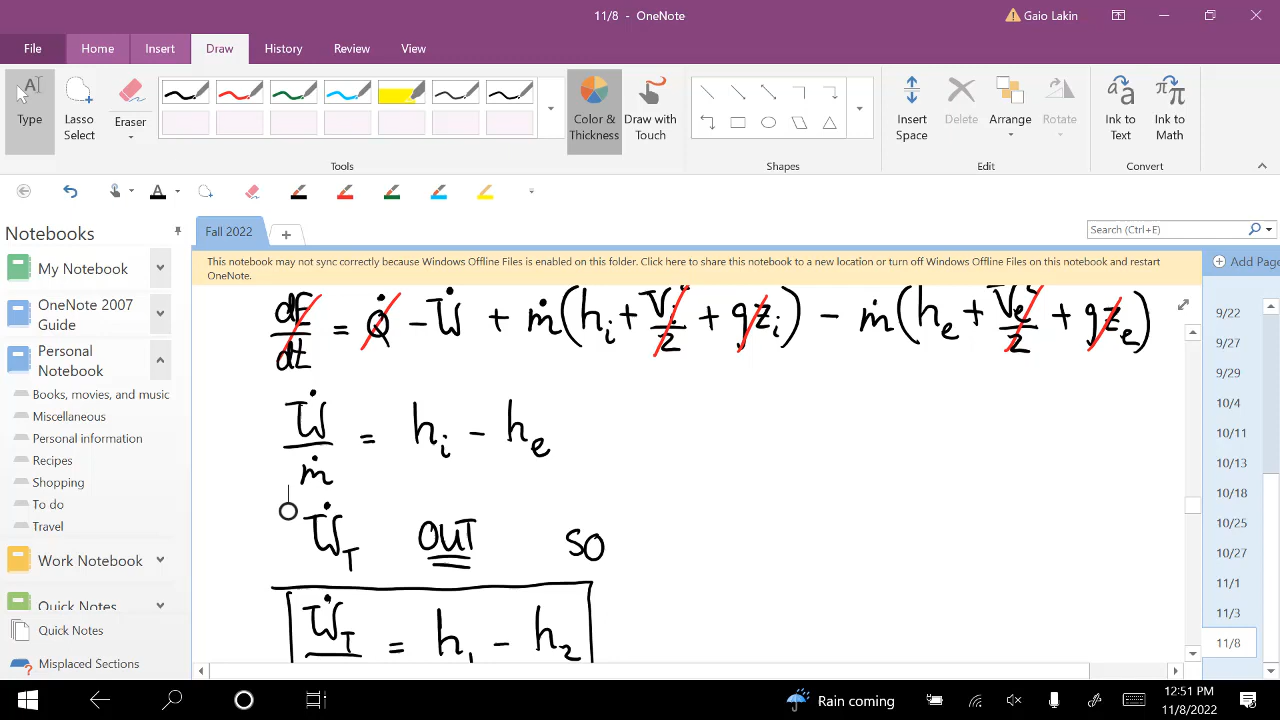 11/8 - OneNote
Gaio Lakin
File Home Insert Draw History Review View
Type
Lasso Select
Eraser
Color & Thickness
Draw with Touch
Insert Space
Delete
Arrange
Rotate
Ink to Text
Ink to Math
Tools
Shapes
Edit
Convert
Notebooks
Fall 2022
Search (Ctrl+E)
This notebook may not sync correctly because Windows Offline Files is enabled on this folder. Click here to share this notebook to a new location or turn off Windows Offline Files on this notebook and restart
OneNote.
Add Page
My Notebook
OneNote 2007 Guide
Personal Notebook
Books, movies, and music
Miscellaneous
Personal information
Recipes
Shopping
To do
Travel
Work Notebook
Quick Notes
Quick Notes
Misplaced Sections
dE/dt = Q̇ - Ẇ + ṁ(hᵢ + Vᵢ²/2 + gzᵢ) - ṁ(hₑ + Vₑ²/2 + gzₑ)
Ẇ/ṁ = hᵢ - hₑ
Ẇ_T OUT SO
Ẇ_T = h₁ - h₂
9/22
9/27
9/29
10/4
10/11
10/13
10/18
10/25
10/27
11/1
11/3
11/8
Rain coming
12:51 PM
11/8/2022